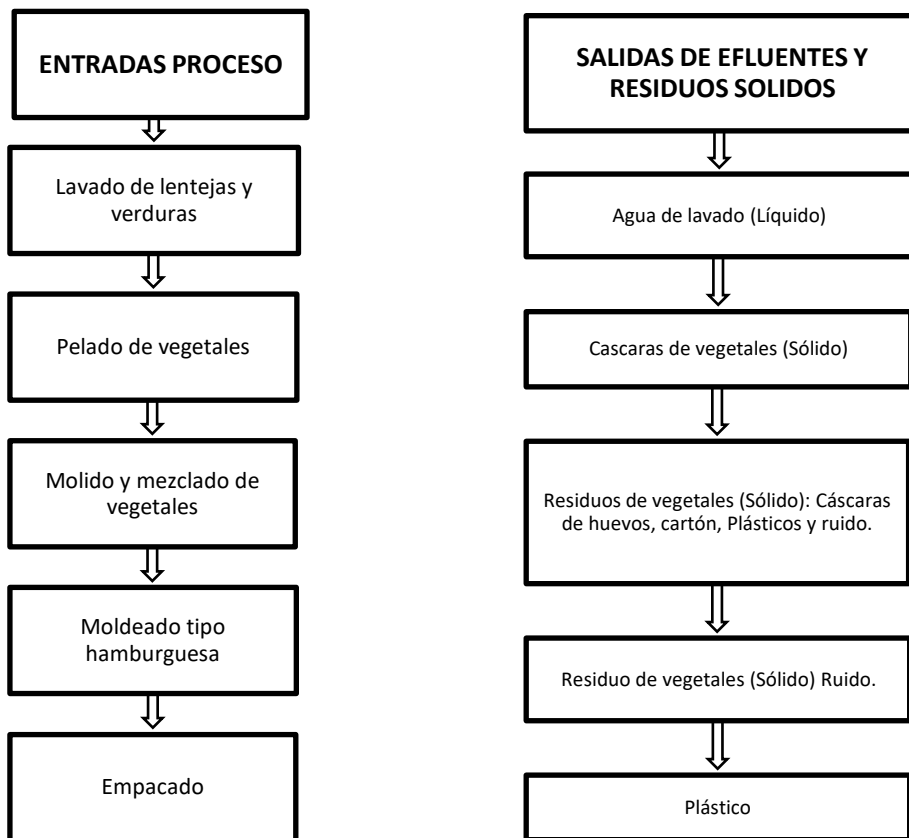 ENTRADAS PROCESO
Lavado de lentejas y
verduras
Pelado de vegetales
Molido y mezclado de
vegetales
Moldeado tipo
hamburguesa
Empacado
SALIDAS DE EFLUENTES Y
RESIDUOS SOLIDOS
Agua de lavado (Líquido)
Cascaras de vegetales (Sólido)
Residuos de vegetales (Sólido): Cáscaras
de huevos, cartón, Plásticos y ruido.
Residuo de vegetales (Sólido) Ruido.
Plástico